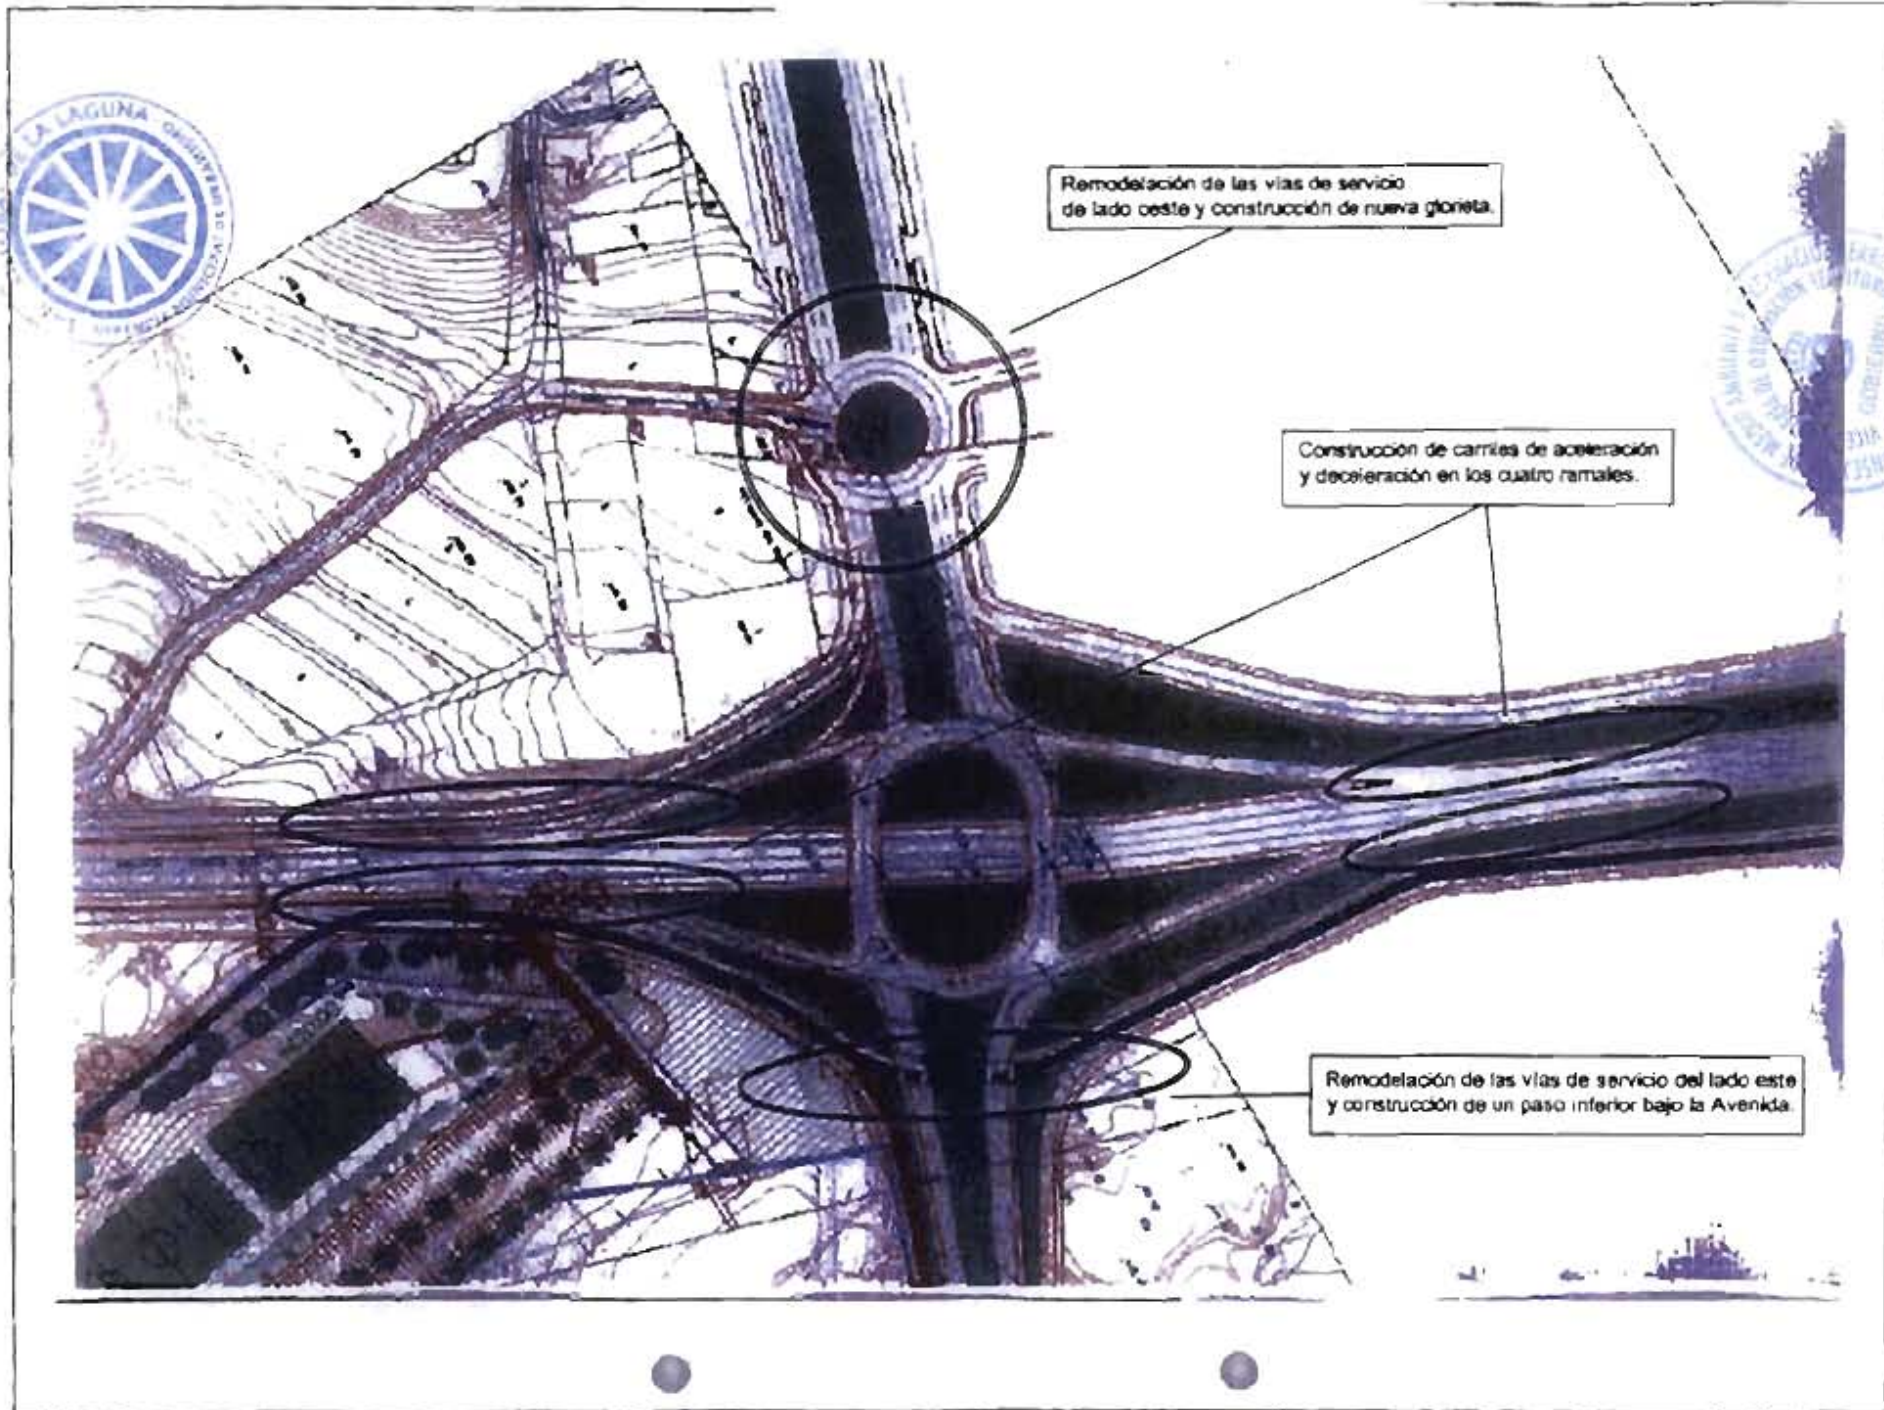 LA LAGUNA
Remodelación de las vías de servicio
de lado oeste y construcción de nueva glorieta.
Construcción de carriles de aceleración
y deceleración en los cuatro ramales.
Remodelación de las vías de servicio del lado este
y construcción de un paso inferior bajo la Avenida.